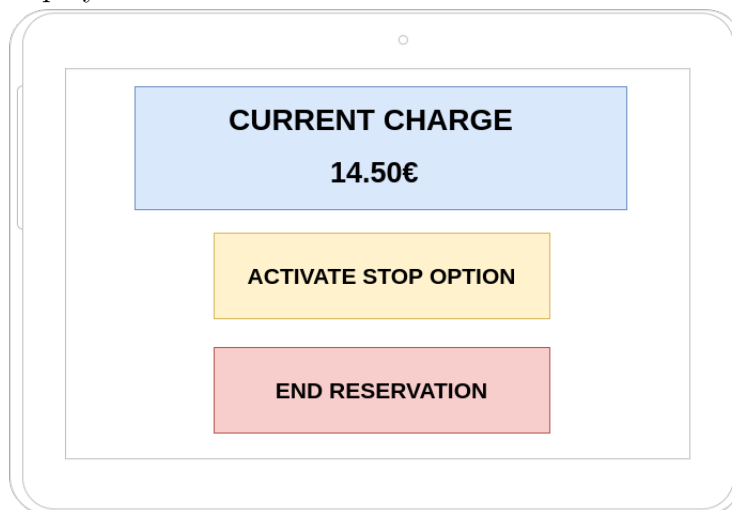 CURRENT CHARGE
14.50€
ACTIVATE STOP OPTION
END RESERVATION